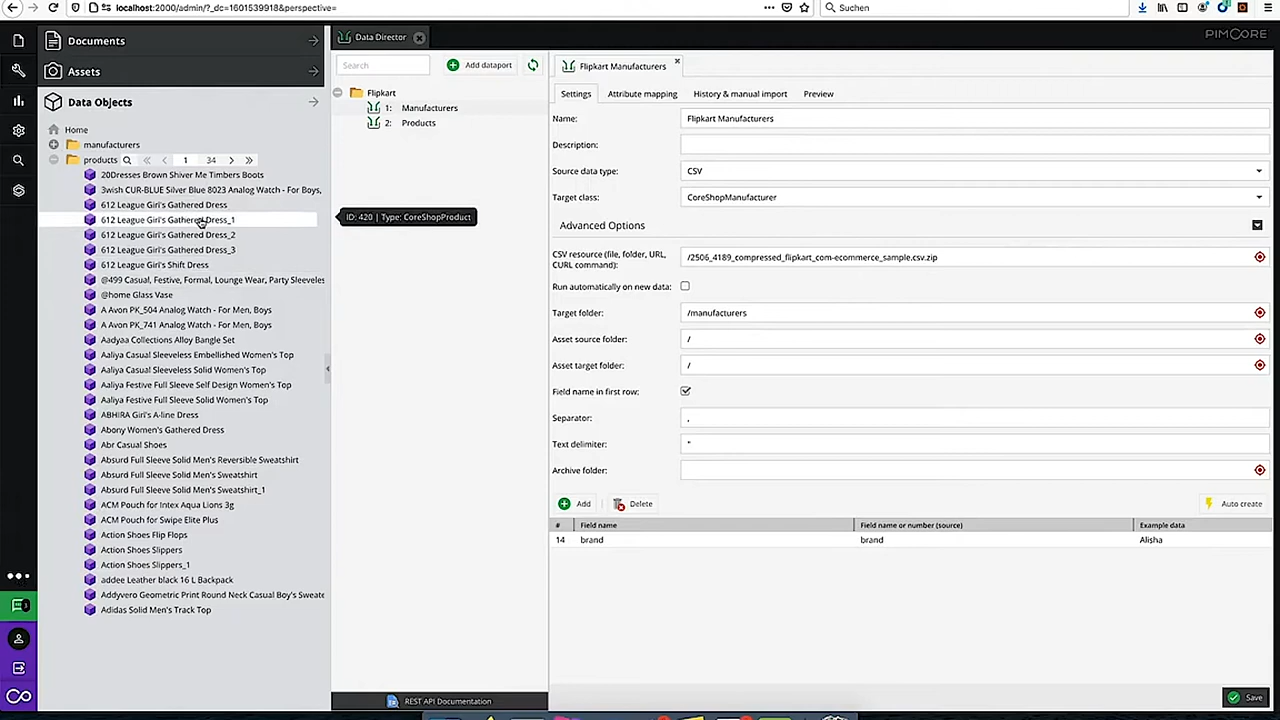 localhost:2000/admin/?_dc=1601539918&perspective=
Suchen
Documents
Assets
Data Objects
Home
manufacturers
products
1
34
20Dresses Brown Shiver Me Timbers Boots
3wish CUR-BLUE Silver Blue 8023 Analog Watch - For Boys,
612 League Girl's Gathered Dress
612 League Girl's Gathered Dress_1
612 League Girl's Gathered Dress_2
612 League Girl's Gathered Dress_3
612 League Girl's Shift Dress
@499 Casual, Festive, Formal, Lounge Wear, Party Sleeveles
@home Glass Vase
A Avon PK_504 Analog Watch - For Men, Boys
A Avon PK_741 Analog Watch - For Men, Boys
Aadyaa Collections Alloy Bangle Set
Aaliya Casual Sleeveless Embellished Women's Top
Aaliya Casual Sleeveless Solid Women's Top
Aaliya Festive Full Sleeve Self Design Women's Top
Aaliya Festive Full Sleeve Solid Women's Top
ABHIRA Girl's A-line Dress
Abony Women's Gathered Dress
Abr Casual Shoes
Absurd Full Sleeve Solid Men's Reversible Sweatshirt
Absurd Full Sleeve Solid Men's Sweatshirt
Absurd Full Sleeve Solid Men's Sweatshirt_1
ACM Pouch for Intex Aqua Lions 3g
ACM Pouch for Swipe Elite Plus
Action Shoes Flip Flops
Action Shoes Slippers
Action Shoes Slippers_1
addee Leather black 16 L Backpack
Addyvero Geometric Print Round Neck Casual Boy's Sweate
Adidas Solid Men's Track Top
Data Director
Search
Add dataport
Flipkart
1: Manufacturers
2: Products
ID: 420 | Type: CoreShopProduct
REST API Documentation
PIMCORE
Flipkart Manufacturers
Settings
Attribute mapping
History & manual import
Preview
Name: Flipkart Manufacturers
Description:
Source data type: CSV
Target class: CoreShopManufacturer
Advanced Options
CSV resource (file, folder, URL,
CURL command):
/2506_4189_compressed_flipkart_com-ecommerce_sample.csv.zip
Run automatically on new data:
Target folder: /manufacturers
Asset source folder: /
Asset target folder: /
Field name in first row:
Separator: ,
Text delimiter: "
Archive folder:
Add
Delete
Auto create
# Field name Field name or number (source) Example data
14 brand brand Alisha
Save